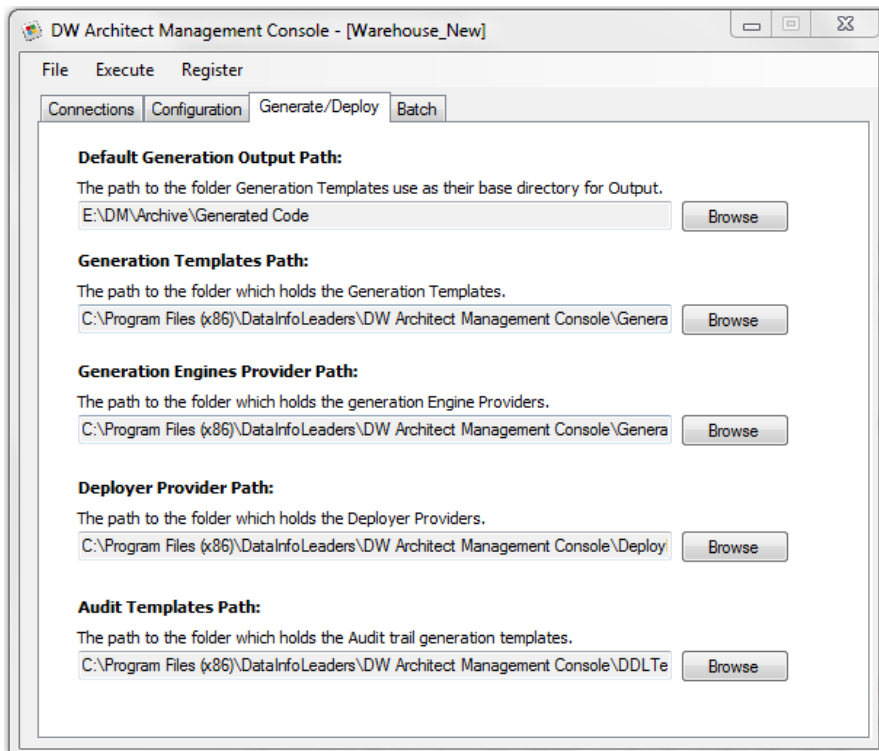 DW Architect Management Console - [Warehouse_New]
File Execute Register
Connections Configuration Generate/Deploy Batch
Default Generation Output Path:
The path to the folder Generation Templates use as their base directory for Output.
E:\DM\Archive\Generated Code Browse
Generation Templates Path:
The path to the folder which holds the Generation Templates.
C:\Program Files (x86)\DataInfoLeaders\DW Architect Management Console\Genera Browse
Generation Engines Provider Path:
The path to the folder which holds the generation Engine Providers.
C:\Program Files (x86)\DataInfoLeaders\DW Architect Management Console\Genera Browse
Deployer Provider Path:
The path to the folder which holds the Deployer Providers.
C:\Program Files (x86)\DataInfoLeaders\DW Architect Management Console\Deploy Browse
Audit Templates Path:
The path to the folder which holds the Audit trail generation templates.
C:\Program Files (x86)\DataInfoLeaders\DW Architect Management Console\DDLTe Browse